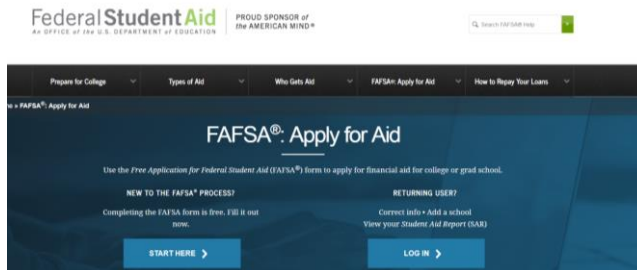 Federal Student Aid
An OFFICE of the U.S. DEPARTMENT of EDUCATION
PROUD SPONSOR of
the AMERICAN MIND®
Search FAFSA® Help
Prepare for College
Types of Aid
Who Gets Aid
FAFSA®: Apply for Aid
How to Repay Your Loans
» FAFSA®: Apply for Aid
FAFSA®: Apply for Aid
Use the Free Application for Federal Student Aid (FAFSA®) form to apply for financial aid for college or grad school.
NEW TO THE FAFSA® PROCESS?
Completing the FAFSA form is free. Fill it out
now.
START HERE
RETURNING USER?
Correct info • Add a school
View your Student Aid Report (SAR)
LOG IN